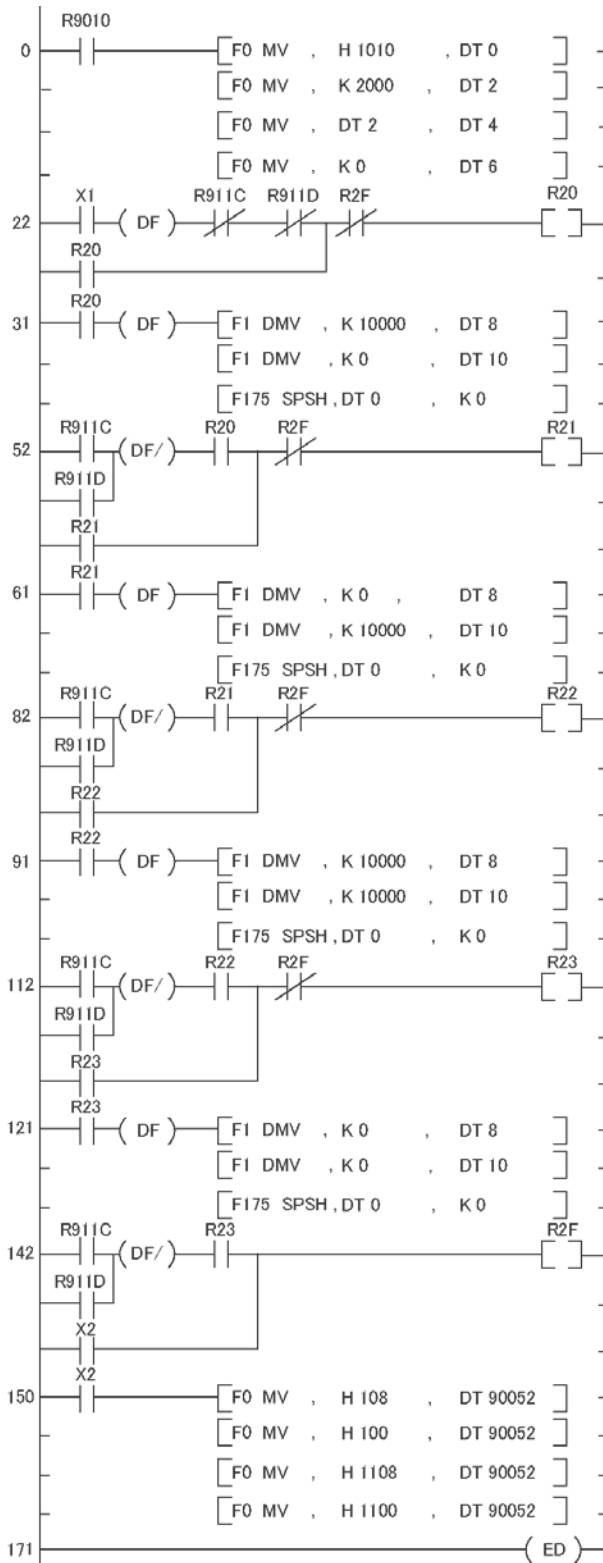 R9010
0 F0 MV , H 1010 , DT 0
F0 MV , K 2000 , DT 2
F0 MV , DT 2 , DT 4
F0 MV , K 0 , DT 6
X1 R911C R911D R2F R20
22 ( DF )
R20
R20
31 ( DF ) F1 DMV , K 10000 , DT 8
F1 DMV , K 0 , DT 10
F175 SPSH , DT 0 , K 0
R911C R20 R2F R21
52 ( DF/ )
R911D
R21
R21
61 ( DF ) F1 DMV , K 0 , DT 8
F1 DMV , K 10000 , DT 10
F175 SPSH , DT 0 , K 0
R911C R21 R2F R22
82 ( DF/ )
R911D
R22
R22
91 ( DF ) F1 DMV , K 10000 , DT 8
F1 DMV , K 10000 , DT 10
F175 SPSH , DT 0 , K 0
R911C R22 R2F R23
112 ( DF/ )
R911D
R23
R23
121 ( DF ) F1 DMV , K 0 , DT 8
F1 DMV , K 0 , DT 10
F175 SPSH , DT 0 , K 0
R911C R23 R2F
142 ( DF/ )
R911D
X2
X2
150 F0 MV , H 108 , DT 90052
F0 MV , H 100 , DT 90052
F0 MV , H 1108 , DT 90052
F0 MV , H 1100 , DT 90052
171 ( ED )